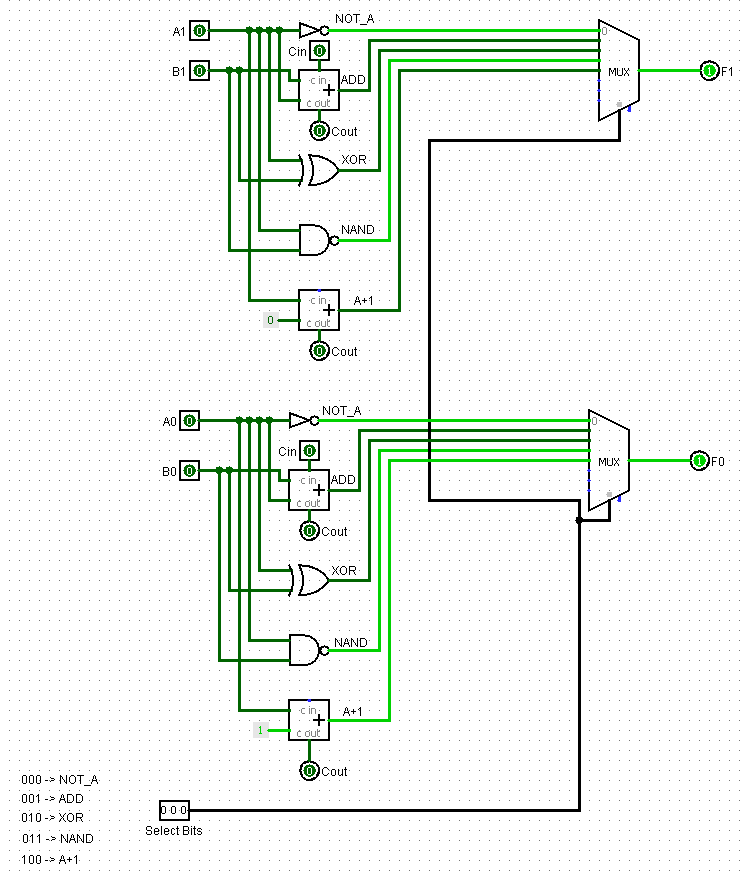 NOT_A
A1 0
0
Cin 0
B1 0
ADD
MUX
1 F1
c in
+
c out
0 Cout
XOR
NAND
A+1
c in
+
0
c out
0 Cout
NOT_A
A0 0
0
Cin 0
MUX
1 F0
B0 0
ADD
c in
+
c out
0 Cout
XOR
NAND
A+1
c in
+
1
c out
0 Cout
000 -> NOT_A
001 -> ADD
010 -> XOR
0 0 0
Select Bits
011 -> NAND
100 -> A+1